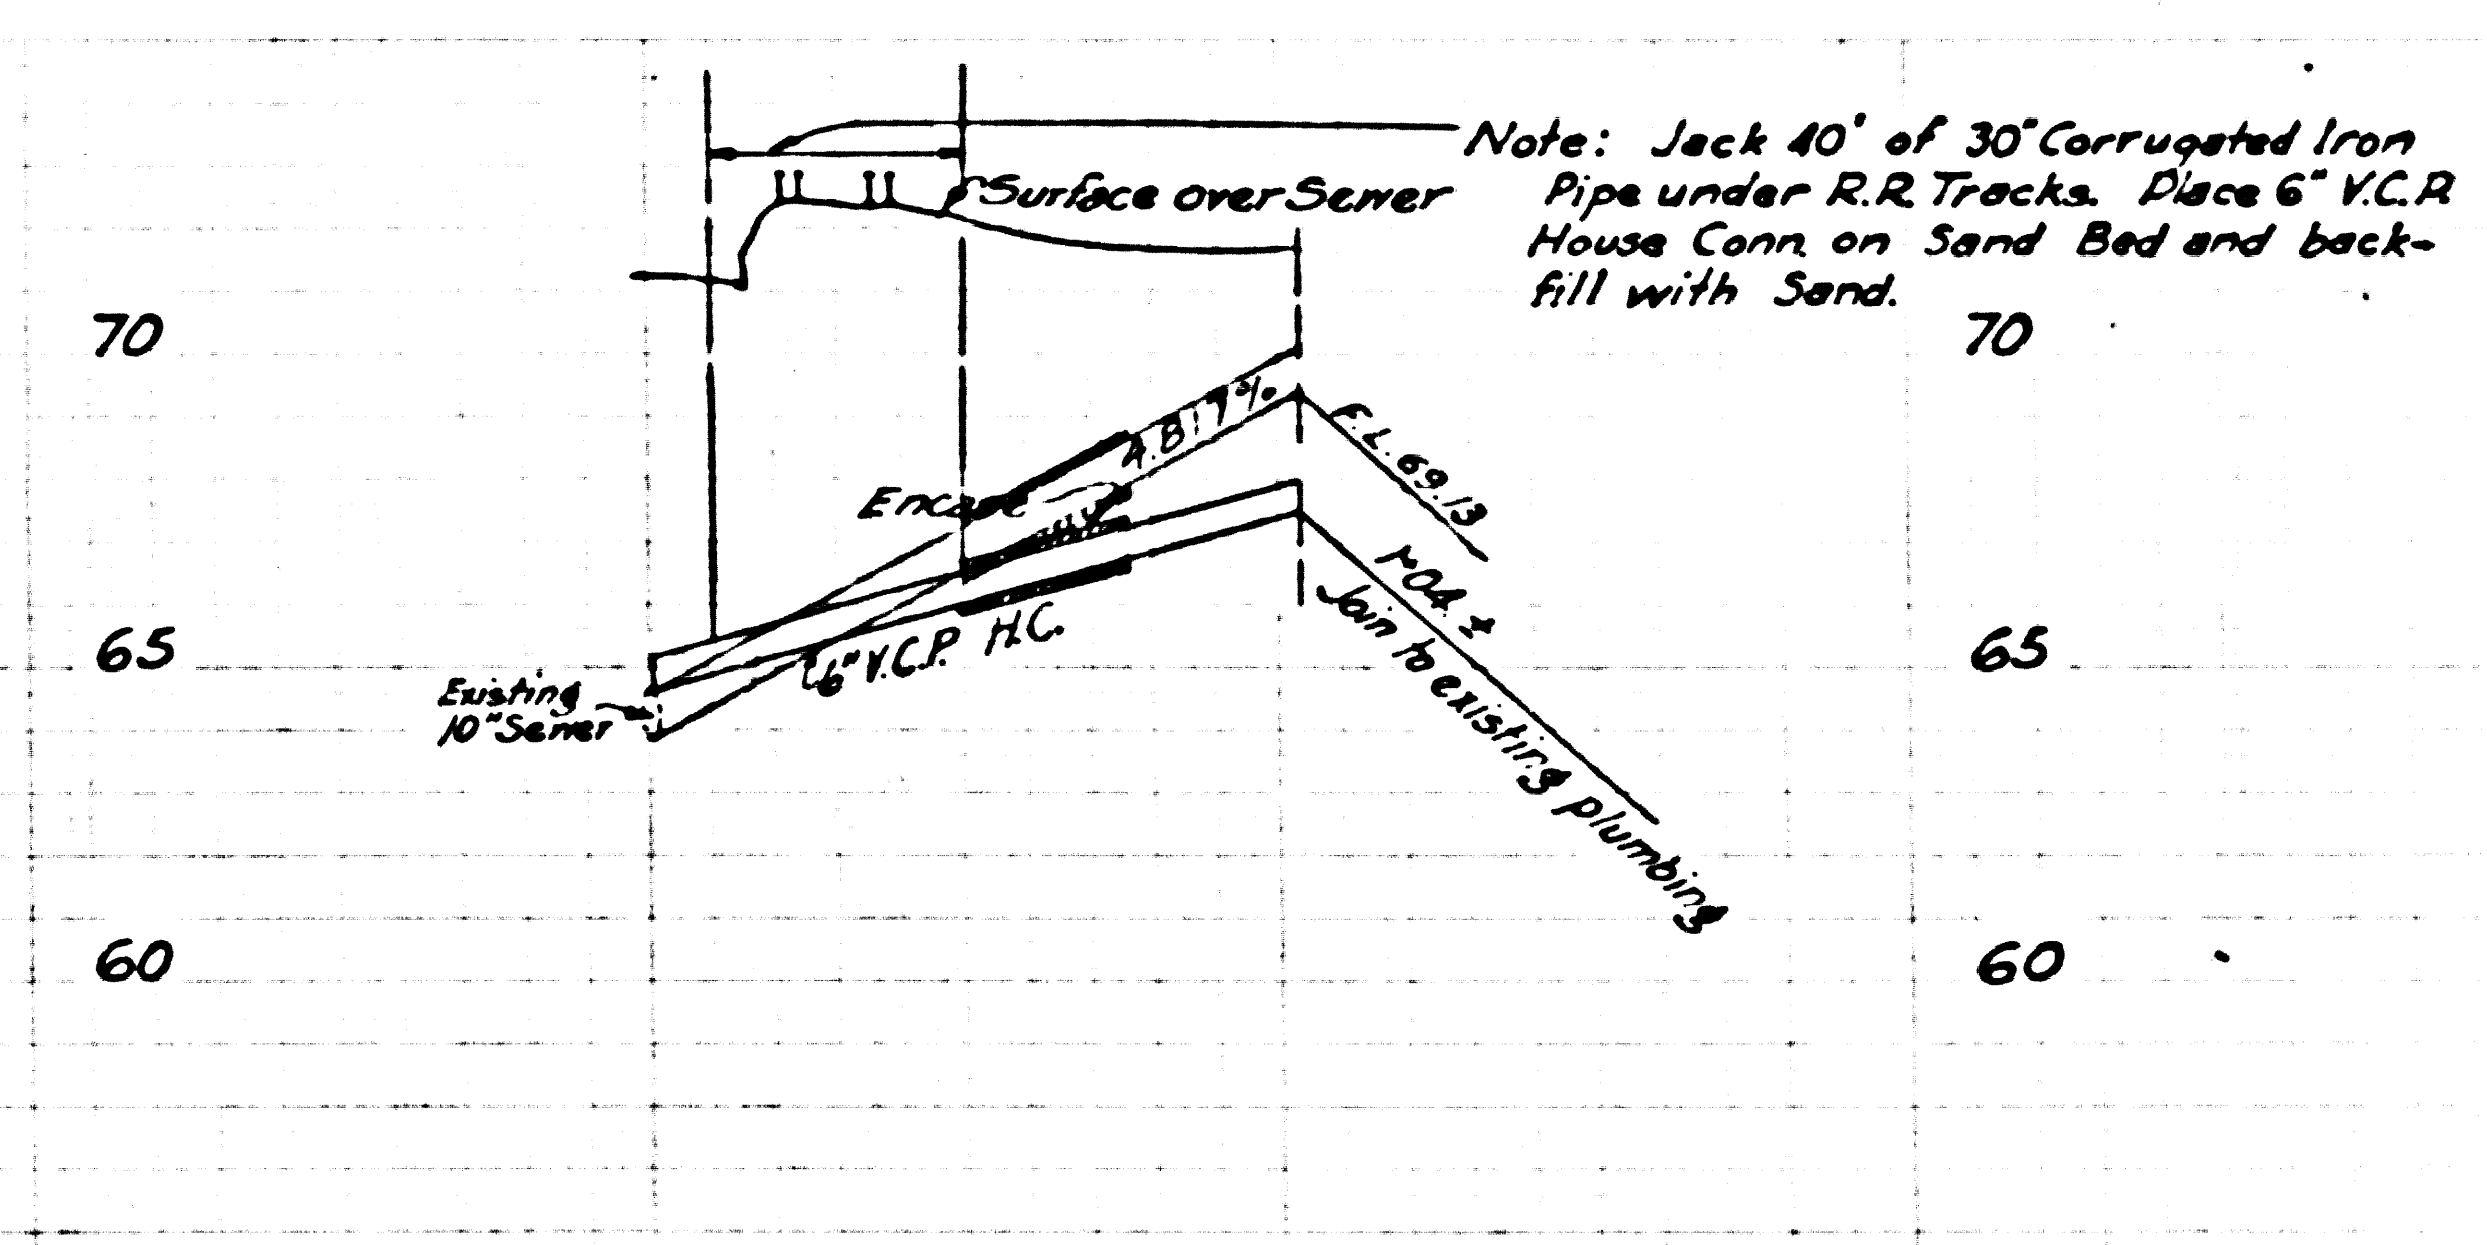 Note: Jack 40' of 30" Corrugated Iron
Pipe under R.R. Tracks. Place 6" V.C.P.
House Conn. on Sand Bed and back-
fill with Sand.
Surface over Sewer
70
70
4.817%
F.L. 69.13
Encase
±
Join to existing plumbing
6" V.C.P. H.C.
65
65
Existing
10" Sewer
60
60